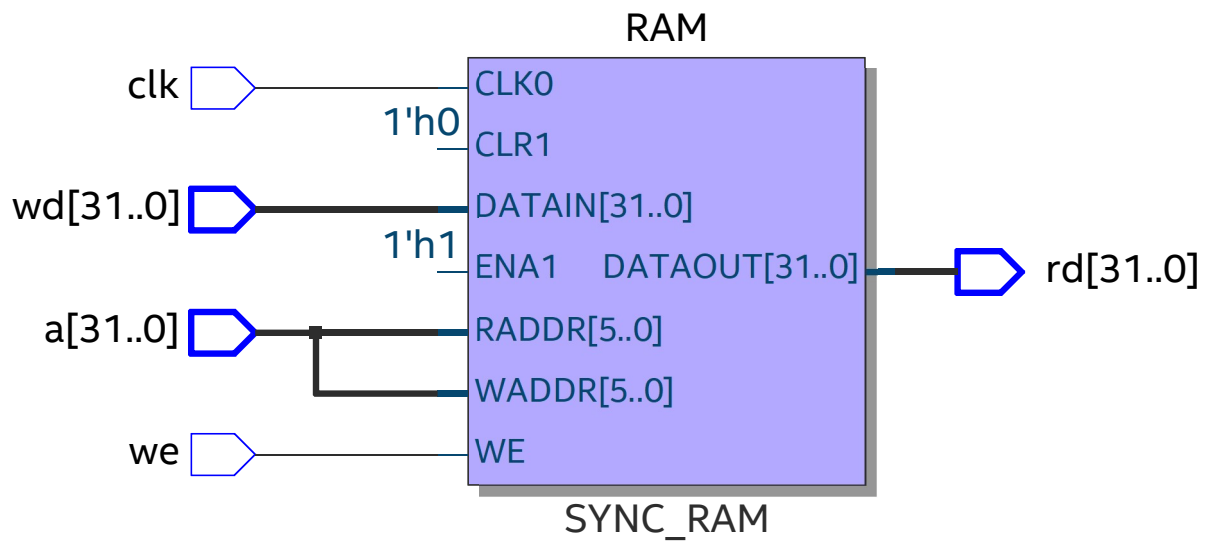 RAM
clk
CLK0
1'h0
CLR1
wd[31..0]
DATAIN[31..0]
1'h1
ENA1
DATAOUT[31..0]
rd[31..0]
a[31..0]
RADDR[5..0]
WADDR[5..0]
we
WE
SYNC_RAM